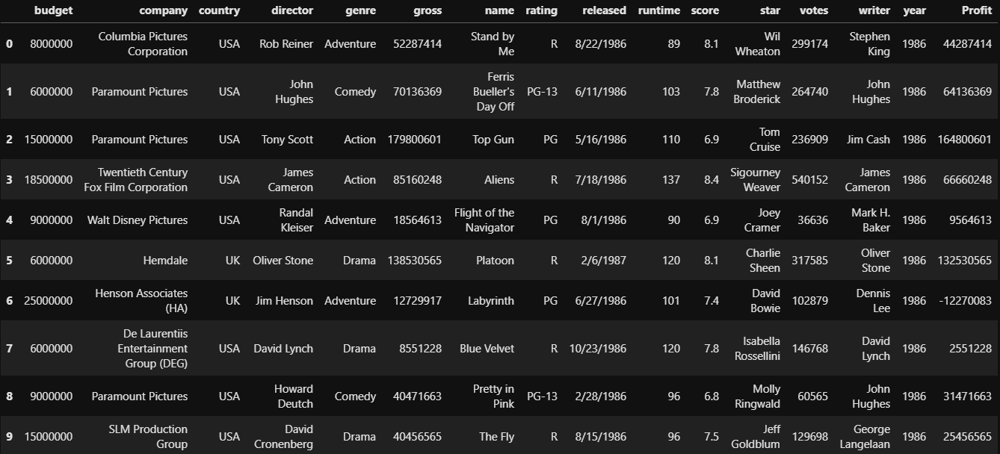 budget company country director genre gross name rating released runtime score star votes writer year Profit
0 8000000 Columbia Pictures Corporation USA Rob Reiner Adventure 52287414 Stand by Me R 8/22/1986 89 8.1 Wil Wheaton 299174 Stephen King 1986 44287414
1 6000000 Paramount Pictures USA John Hughes Comedy 70136369 Ferris Bueller's Day Off PG-13 6/11/1986 103 7.8 Matthew Broderick 264740 John Hughes 1986 64136369
2 15000000 Paramount Pictures USA Tony Scott Action 179800601 Top Gun PG 5/16/1986 110 6.9 Tom Cruise 236909 Jim Cash 1986 164800601
3 18500000 Twentieth Century Fox Film Corporation USA James Cameron Action 85160248 Aliens R 7/18/1986 137 8.4 Sigourney Weaver 540152 James Cameron 1986 66660248
4 9000000 Walt Disney Pictures USA Randal Kleiser Adventure 18564613 Flight of the Navigator PG 8/1/1986 90 6.9 Joey Cramer 36636 Mark H. Baker 1986 9564613
5 6000000 Hemdale UK Oliver Stone Drama 138530565 Platoon R 2/6/1987 120 8.1 Charlie Sheen 317585 Oliver Stone 1986 132530565
6 25000000 Henson Associates (HA) UK Jim Henson Adventure 12729917 Labyrinth PG 6/27/1986 101 7.4 David Bowie 102879 Dennis Lee 1986 -12270083
7 6000000 De Laurentiis Entertainment Group (DEG) USA David Lynch Drama 8551228 Blue Velvet R 10/23/1986 120 7.8 Isabella Rossellini 146768 David Lynch 1986 2551228
8 9000000 Paramount Pictures USA Howard Deutch Comedy 40471663 Pretty in Pink PG-13 2/28/1986 96 6.8 Molly Ringwald 60565 John Hughes 1986 31471663
9 15000000 SLM Production Group USA David Cronenberg Drama 40456565 The Fly R 8/15/1986 96 7.5 Jeff Goldblum 129698 George Langelaan 1986 25456565